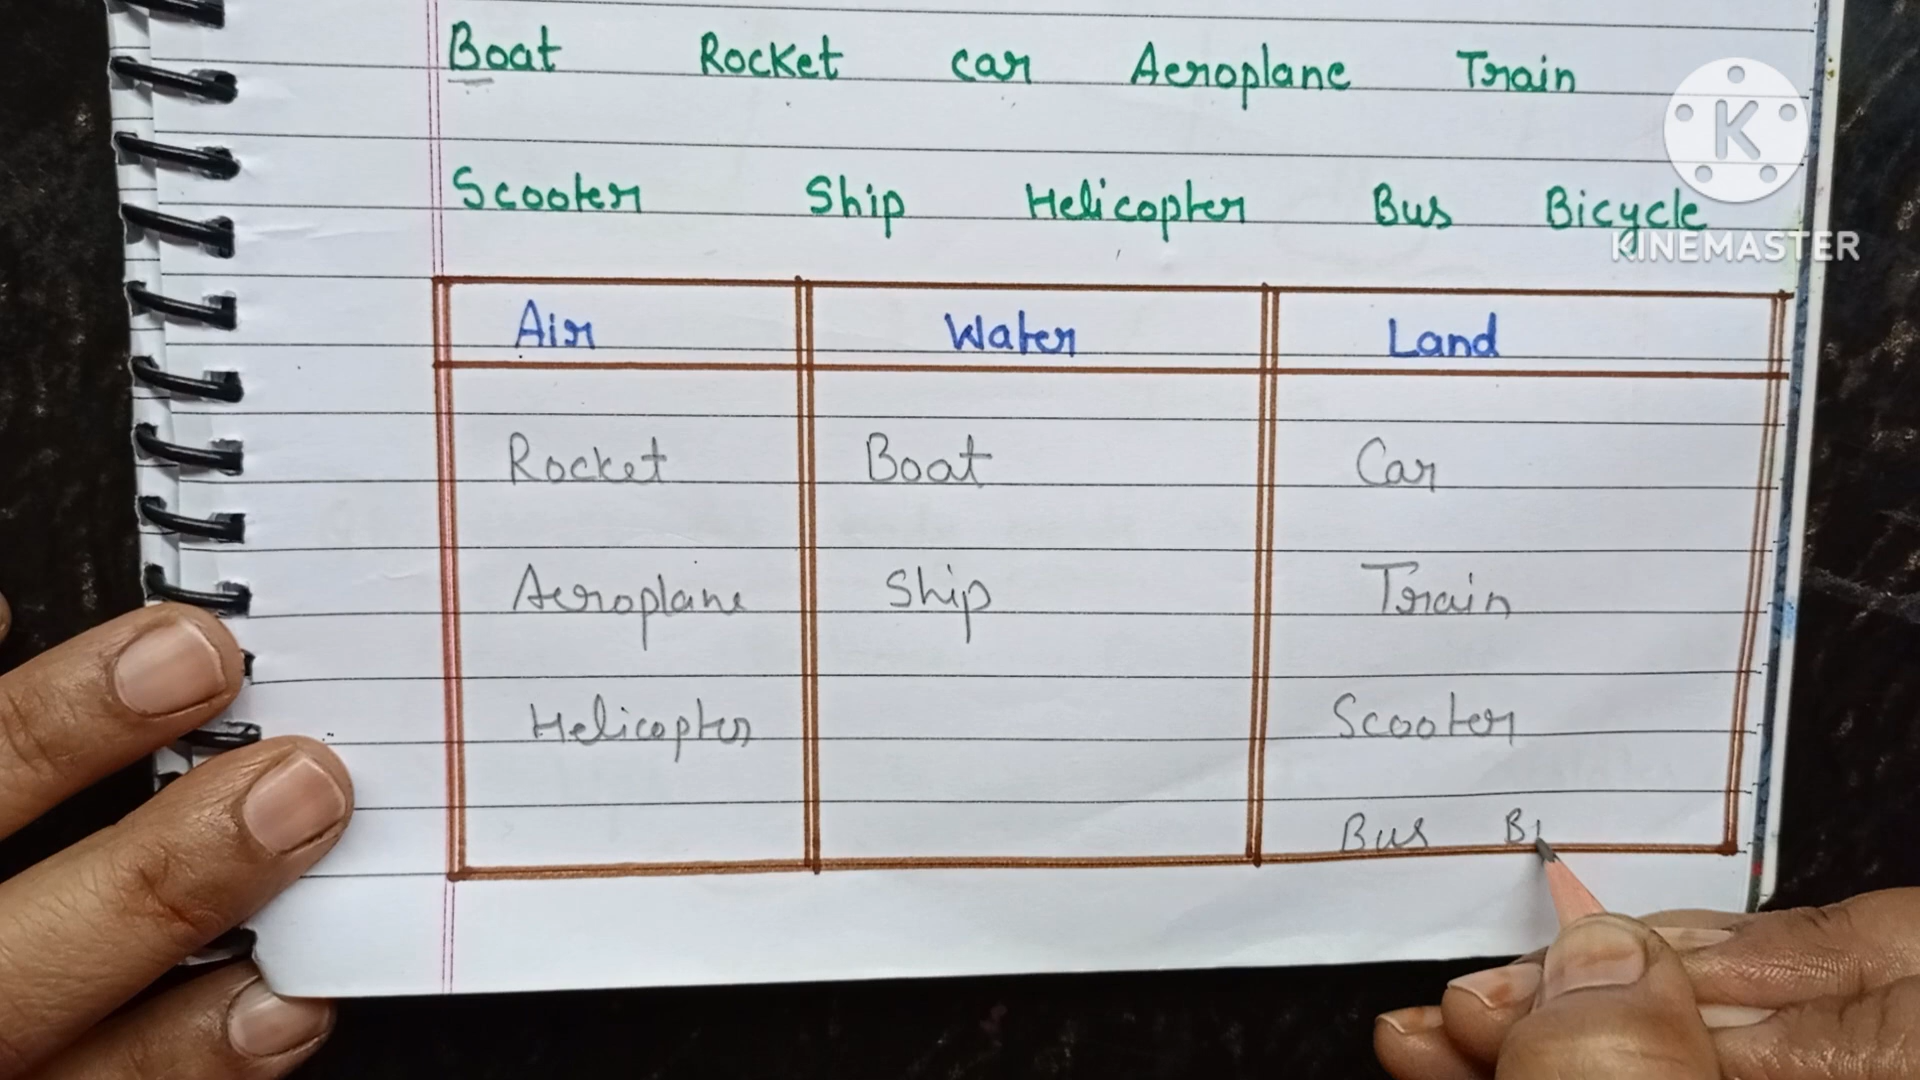 Boat Rocket car Aeroplane Train
K
Scooter Ship Helicopter Bus Bicycle
KINEMASTER
Air Water Land
Rocket Boat Car
Aeroplane Ship Train
Helicopter Scooter
Bus Bi